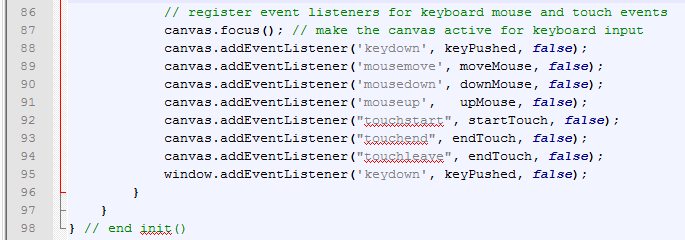 86 // register event listeners for keyboard mouse and touch events
87 canvas.focus(); // make the canvas active for keyboard input
88 canvas.addEventListener('keydown', keyPushed, false);
89 canvas.addEventListener('mousemove', moveMouse, false);
90 canvas.addEventListener('mousedown', downMouse, false);
91 canvas.addEventListener('mouseup',   upMouse, false);
92 canvas.addEventListener("touchstart", startTouch, false);
93 canvas.addEventListener("touchend", endTouch, false);
94 canvas.addEventListener("touchleave", endTouch, false);
95 window.addEventListener('keydown', keyPushed, false);
96 }
97 }
98 } // end init()